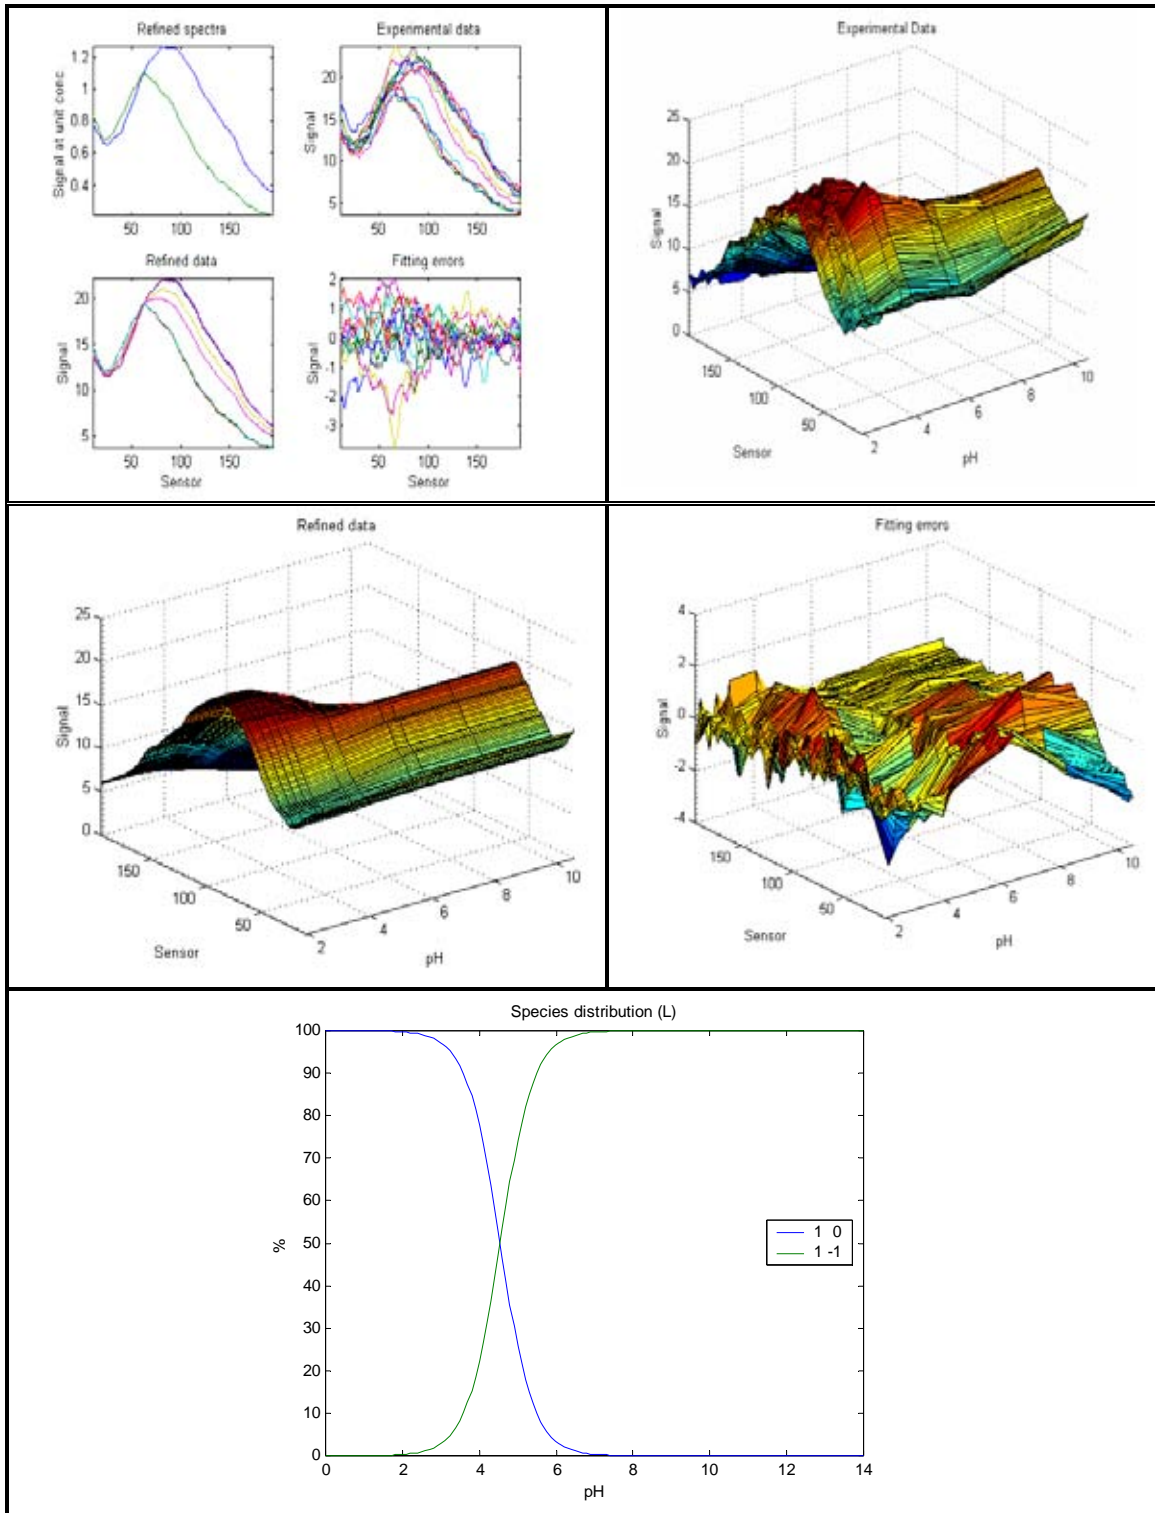 Refined spectra
Signal at unit conc
1.2
1
0.8
0.6
0.4
50 100 150
Experimental data
Signal
20
15
10
5
50 100 150
Refined data
Signal
20
15
10
5
50 100 150
Sensor
Fitting errors
Signal
2
1
0
-1
-2
-3
50 100 150
Sensor
Experimental Data
Signal
25
20
15
10
5
0
150
100
50
Sensor
2
4
6
8
10
pH
Refined data
Signal
25
20
15
10
5
0
150
100
50
Sensor
2
4
6
8
10
pH
Fitting errors
Signal
4
2
0
-2
-4
150
100
50
Sensor
2
4
6
8
10
pH
Species distribution (L)
%
100
90
80
70
60
50
40
30
20
10
0
0 2 4 6 8 10 12 14
pH
1 0
1 -1